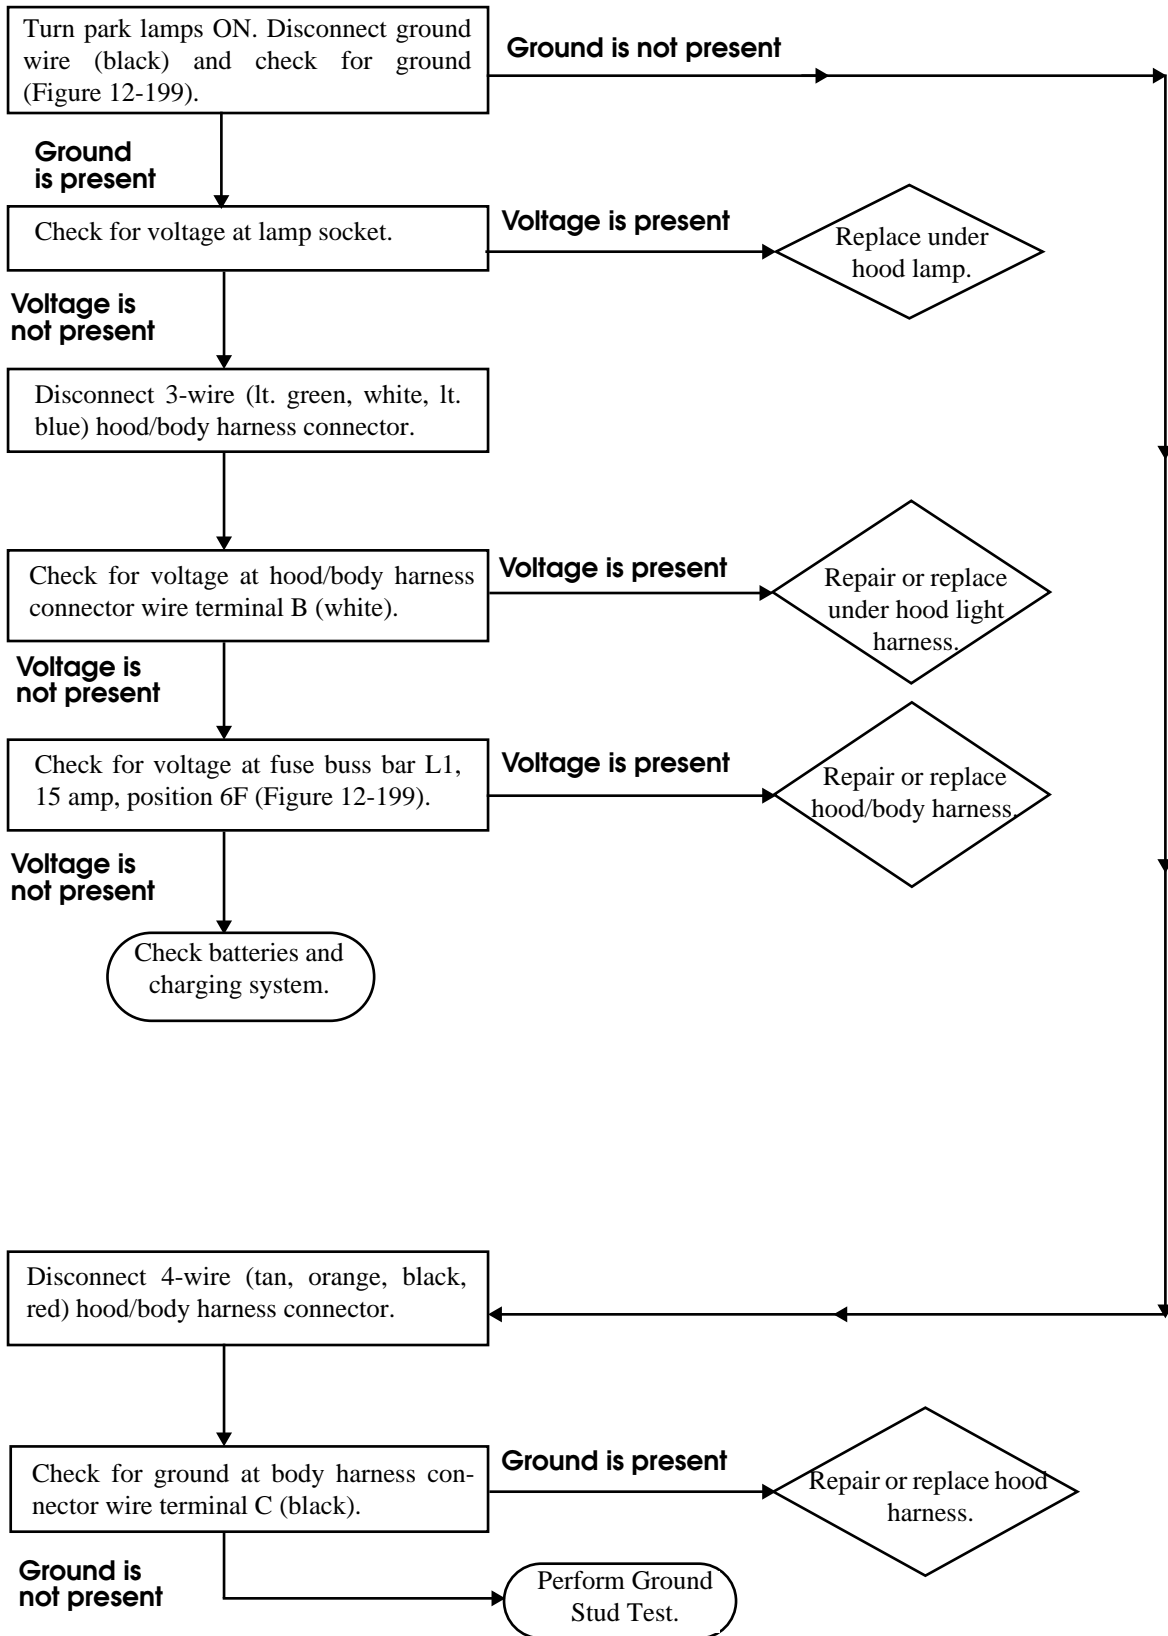 Turn park lamps ON. Disconnect ground
wire (black) and check for ground
(Figure 12-199).
Ground is not present
Ground
is present
Check for voltage at lamp socket.
Voltage is present
Replace under
hood lamp.
Voltage is
not present
Disconnect 3-wire (lt. green, white, lt.
blue) hood/body harness connector.
Check for voltage at hood/body harness
connector wire terminal B (white).
Voltage is present
Repair or replace
under hood light
harness.
Voltage is
not present
Check for voltage at fuse buss bar L1,
15 amp, position 6F (Figure 12-199).
Voltage is present
Repair or replace
hood/body harness.
Voltage is
not present
Check batteries and
charging system.
Disconnect 4-wire (tan, orange, black,
red) hood/body harness connector.
Check for ground at body harness con-
nector wire terminal C (black).
Ground is present
Repair or replace hood
harness.
Ground is
not present
Perform Ground
Stud Test.